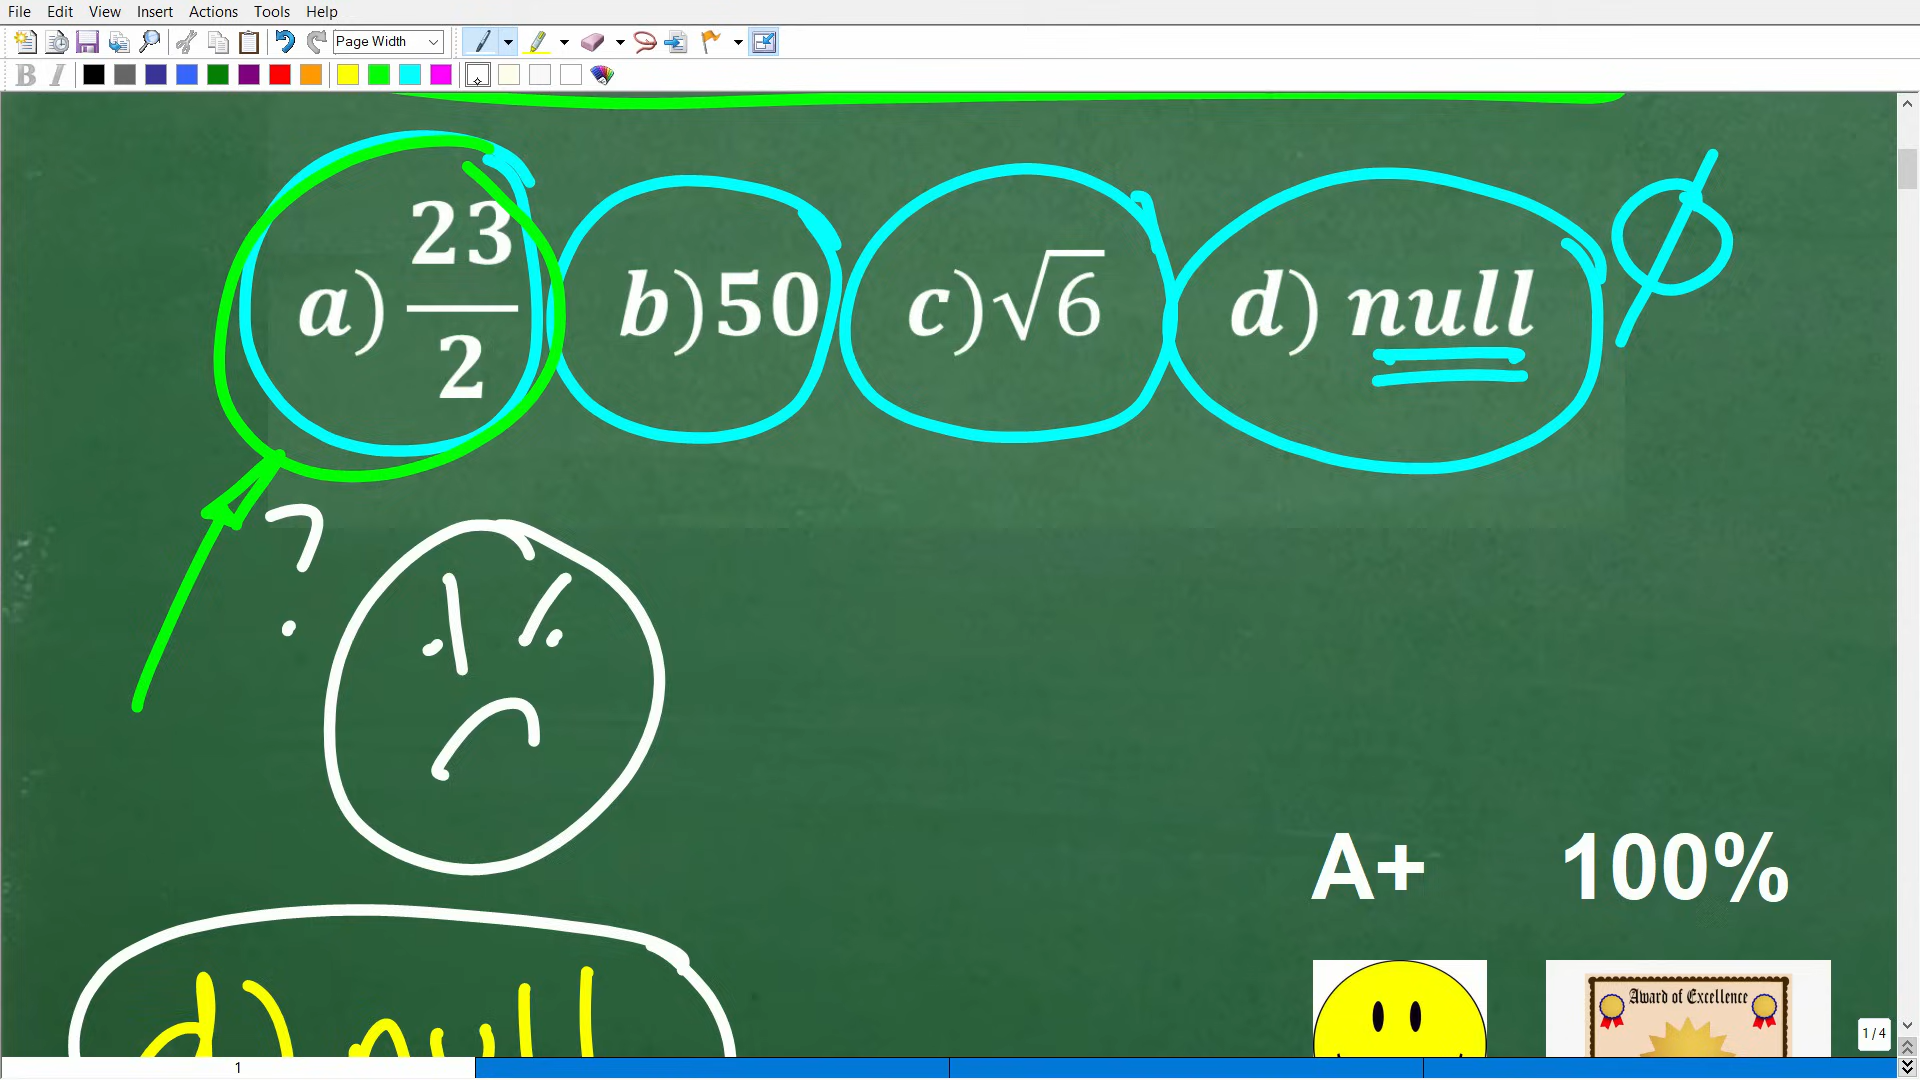 File Edit View Insert Actions Tools Help
Page Width
B I
a) 23/2 b)50 c)√6 d) null ∅
?
A+ 100%
d) null
Award of Excellence
1 / 4
1